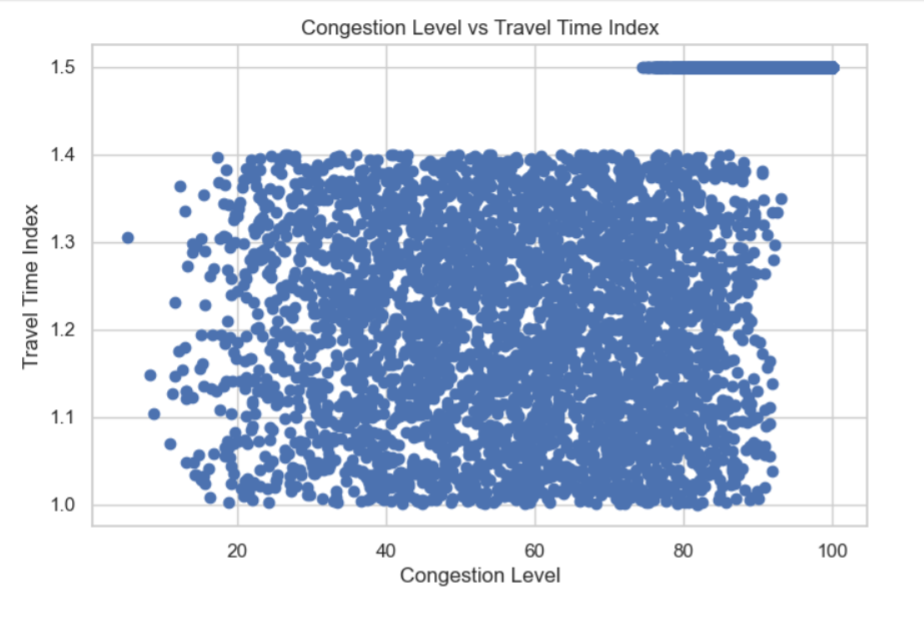 Congestion Level vs Travel Time Index
1.5
1.4
1.3
1.2
1.1
1.0
Travel Time Index
20 40 60 80 100
Congestion Level